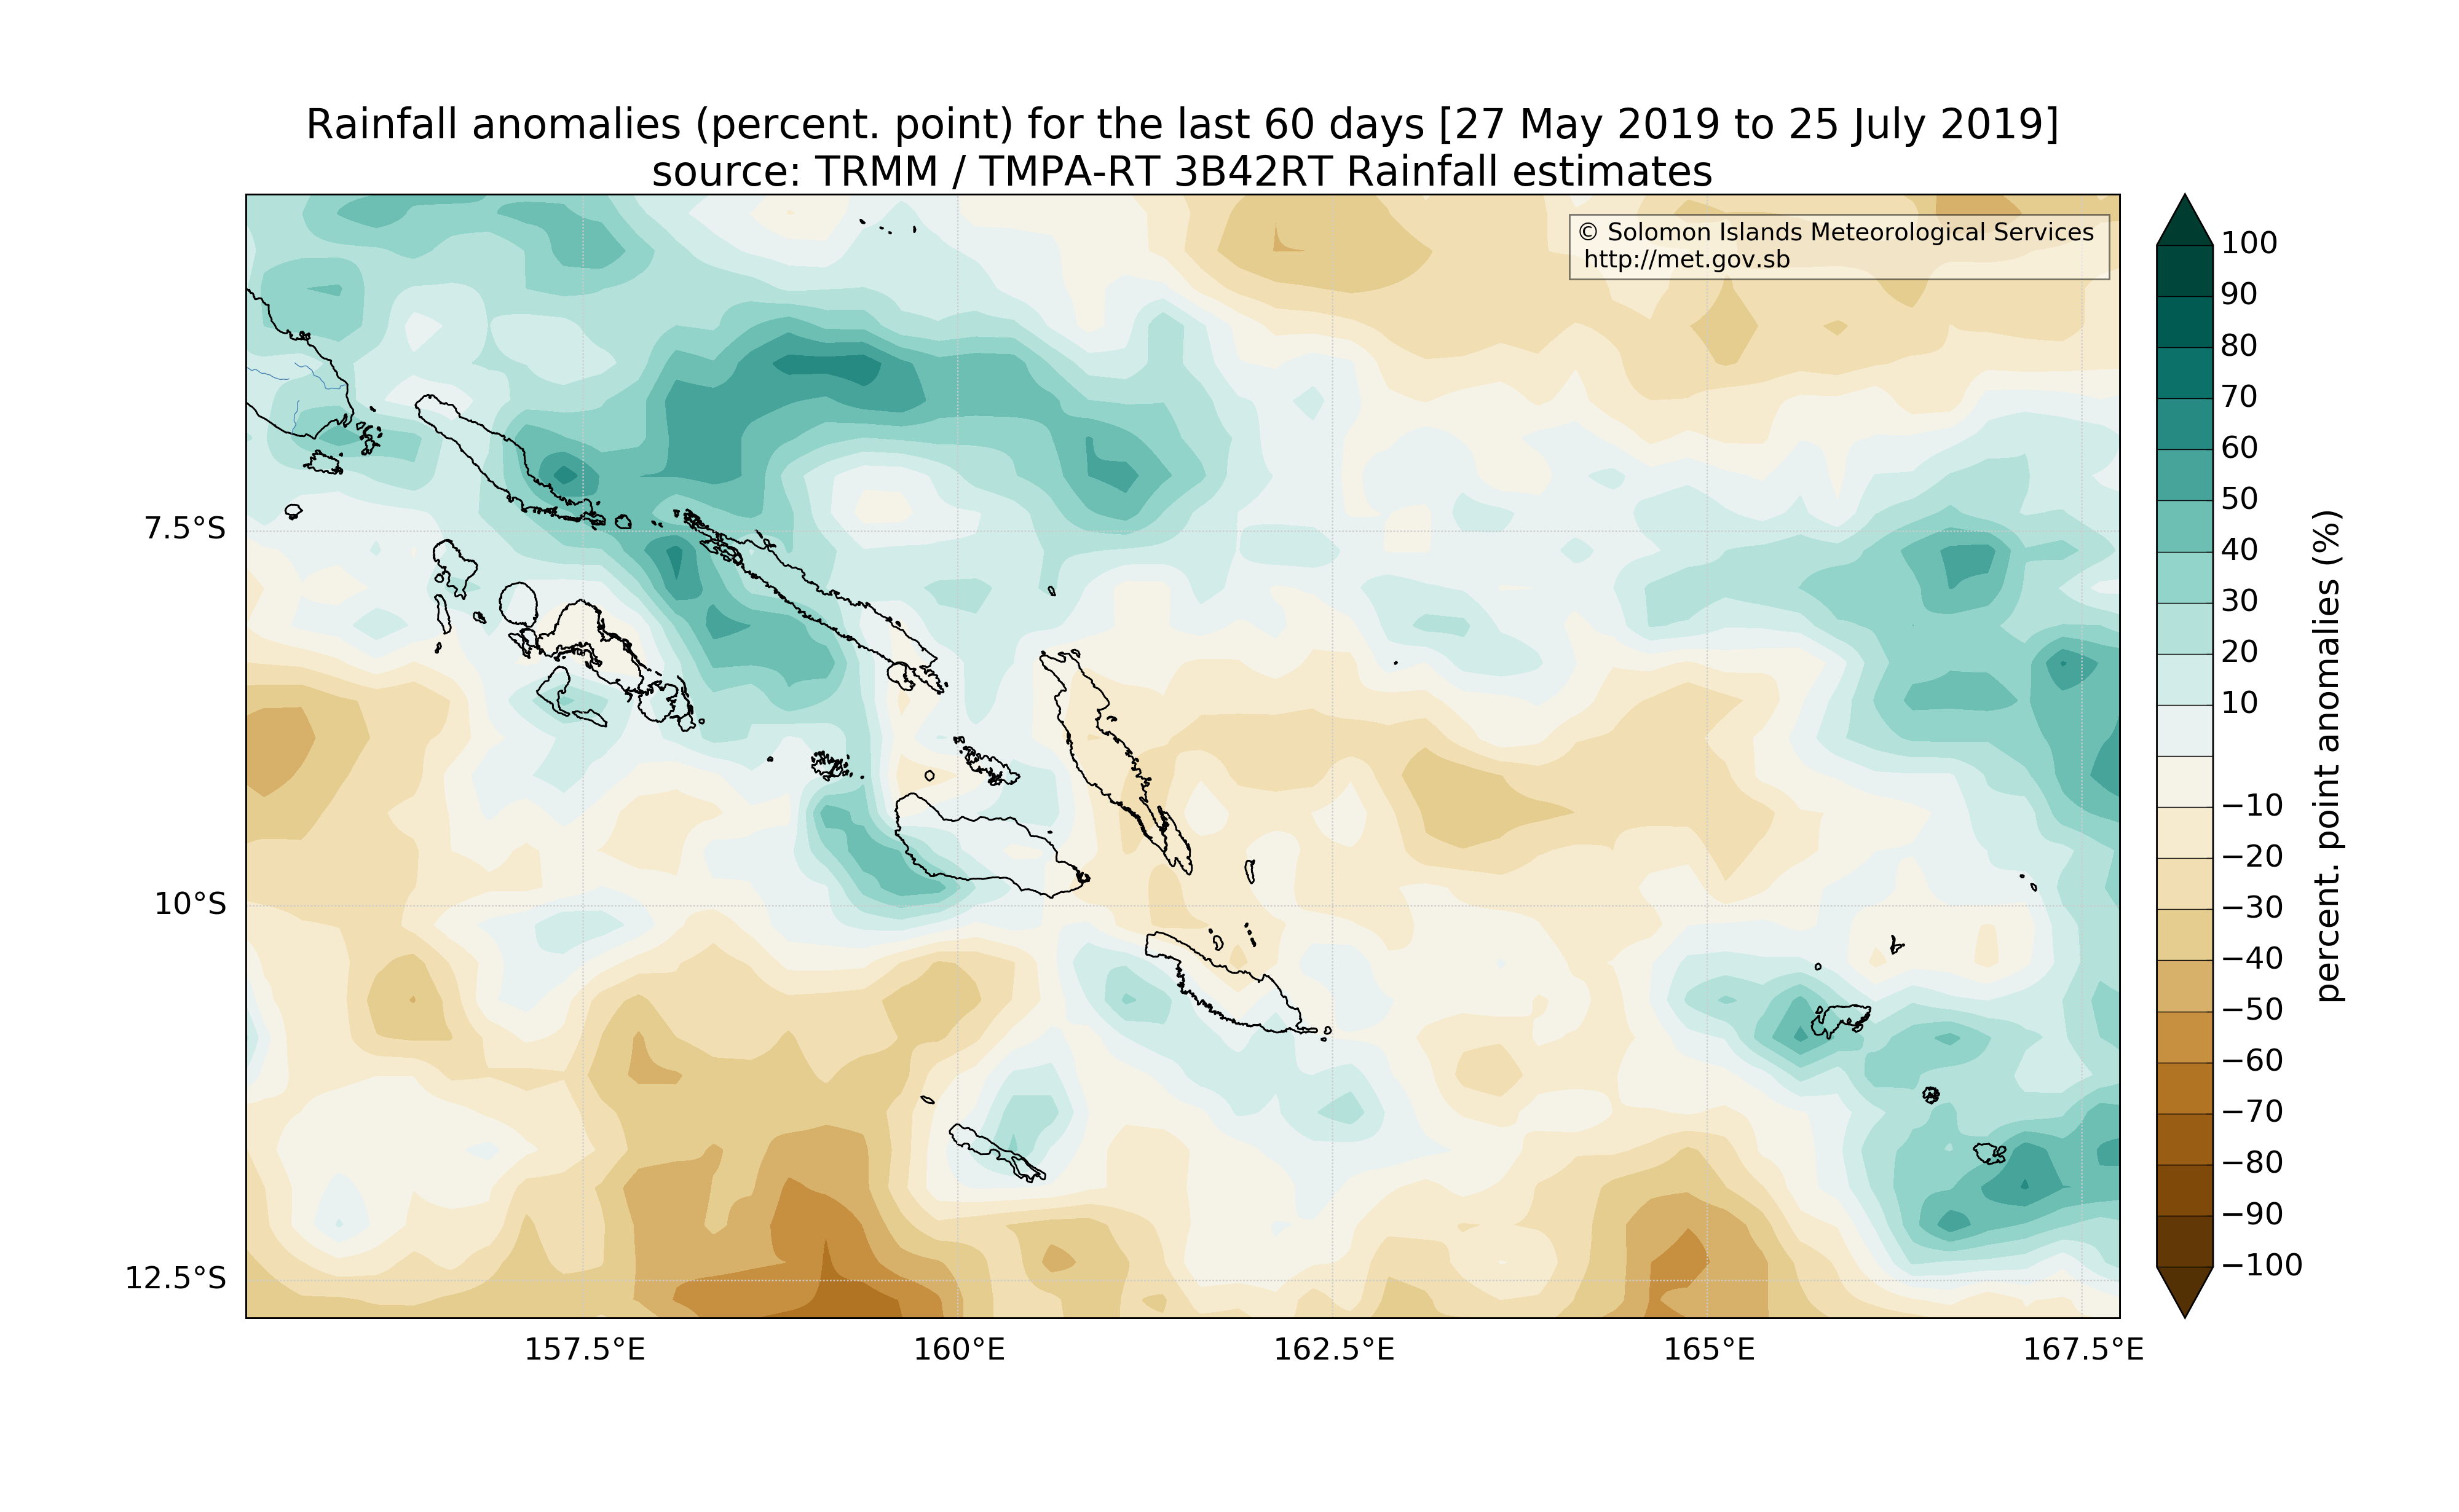 Rainfall anomalies (percent. point) for the last 60 days [27 May 2019 to 25 July 2019]
source: TRMM / TMPA-RT 3B42RT Rainfall estimates
© Solomon Islands Meteorological Services
http://met.gov.sb
7.5°S
10°S
12.5°S
157.5°E
160°E
162.5°E
165°E
167.5°E
100
90
80
70
60
50
40
30
20
10
−10
−20
−30
−40
−50
−60
−70
−80
−90
−100
percent. point anomalies (%)